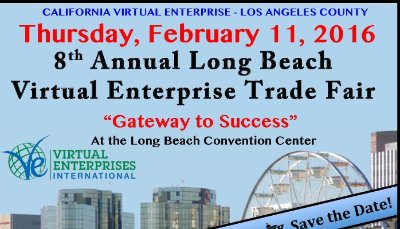 CALIFORNIA VIRTUAL ENTERPRISE - LOS ANGELES COUNTY
Thursday, February 11, 2016
8th Annual Long Beach
Virtual Enterprise Trade Fair
“Gateway to Success”
At the Long Beach Convention Center
Ve
VIRTUAL
ENTERPRISES
INTERNATIONAL
Save the Date!